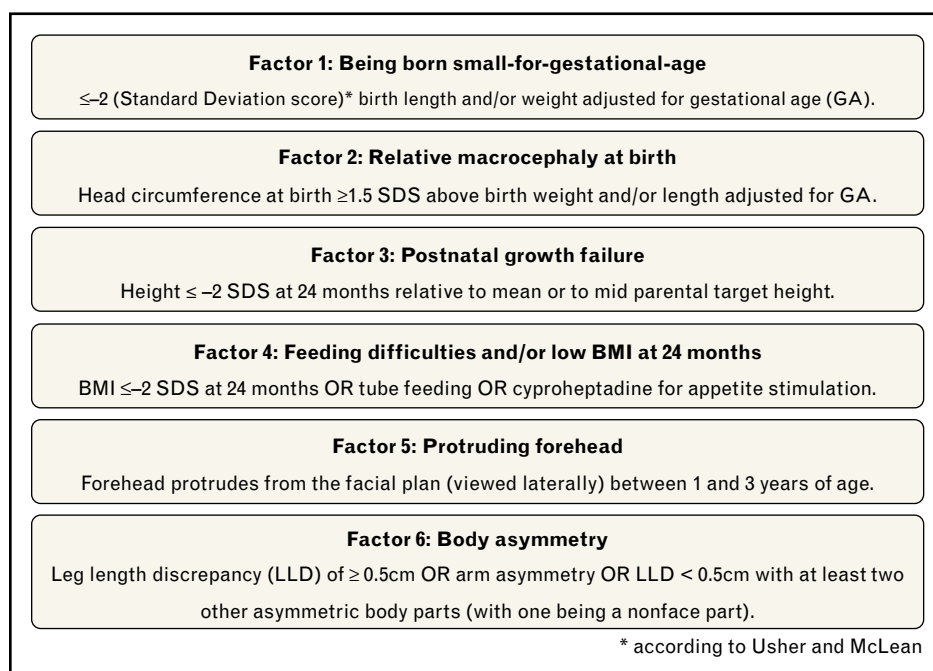 Factor 1: Being born small-for-gestational-age
≤–2 (Standard Deviation score)* birth length and/or weight adjusted for gestational age (GA).
Factor 2: Relative macrocephaly at birth
Head circumference at birth ≥1.5 SDS above birth weight and/or length adjusted for GA.
Factor 3: Postnatal growth failure
Height ≤ –2 SDS at 24 months relative to mean or to mid parental target height.
Factor 4: Feeding difficulties and/or low BMI at 24 months
BMI ≤–2 SDS at 24 months OR tube feeding OR cyproheptadine for appetite stimulation.
Factor 5: Protruding forehead
Forehead protrudes from the facial plan (viewed laterally) between 1 and 3 years of age.
Factor 6: Body asymmetry
Leg length discrepancy (LLD) of ≥ 0.5cm OR arm asymmetry OR LLD < 0.5cm with at least two
other asymmetric body parts (with one being a nonface part).
* according to Usher and McLean